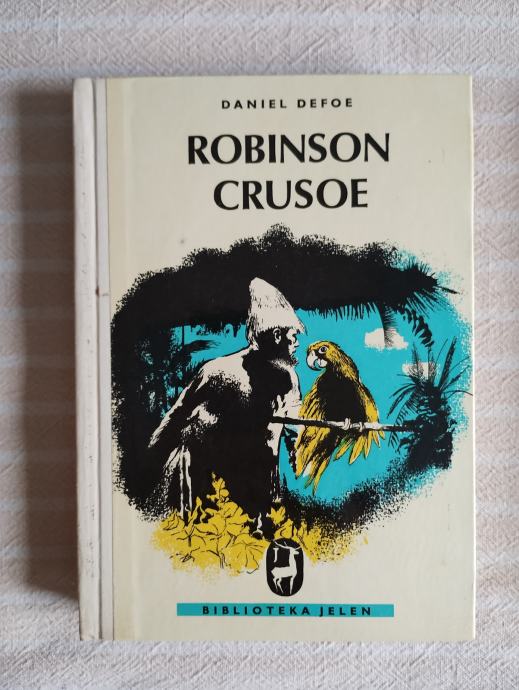 DANIEL DEFOE
ROBINSON
CRUSOE
BIBLIOTEKA JELEN